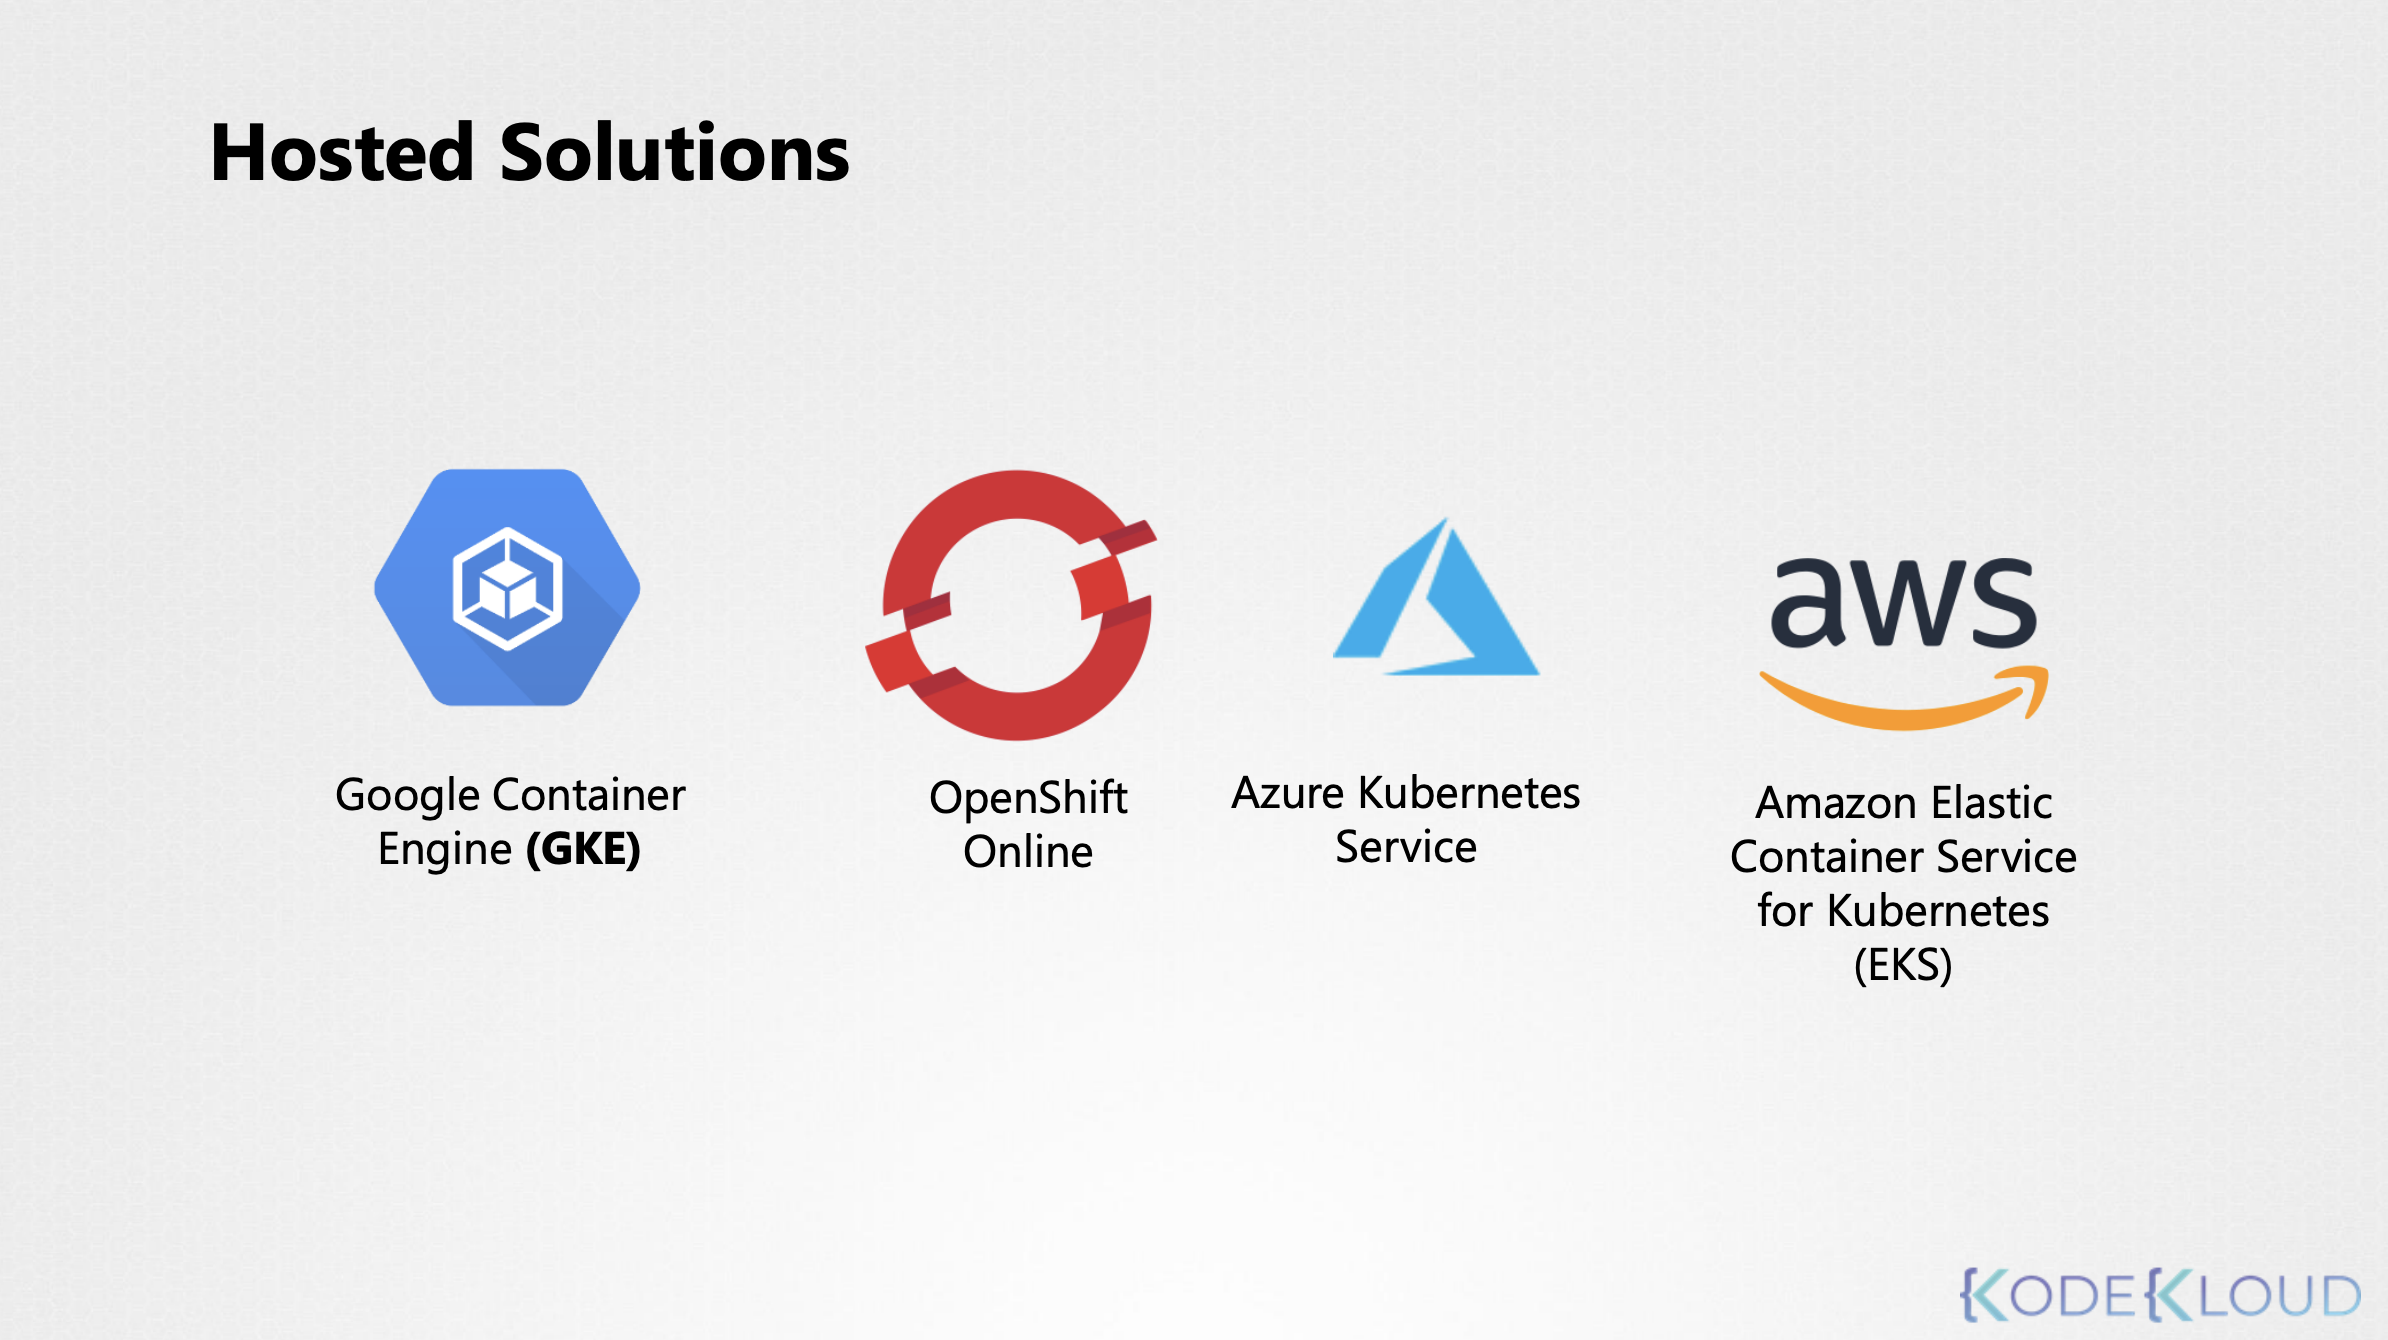 Hosted Solutions
aws
Google Container
Engine (GKE)
OpenShift
Online
Azure Kubernetes
Service
Amazon Elastic
Container Service
for Kubernetes
(EKS)
KODEKLOUD